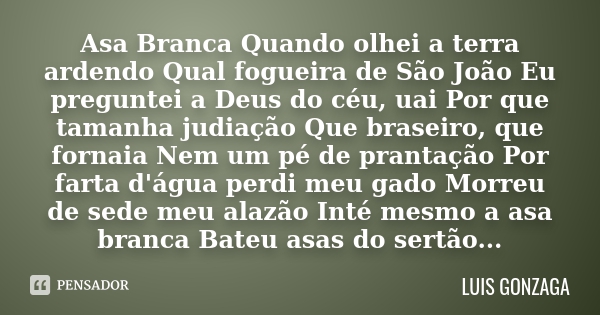 Asa Branca Quando olhei a terra
ardendo Qual fogueira de São João Eu
preguntei a Deus do céu, uai Por que
tamanha judiação Que braseiro, que
fornaia Nem um pé de prantação Por
farta d'água perdi meu gado Morreu
de sede meu alazão Inté mesmo a asa
branca Bateu asas do sertão...
PENSADOR
LUIS GONZAGA